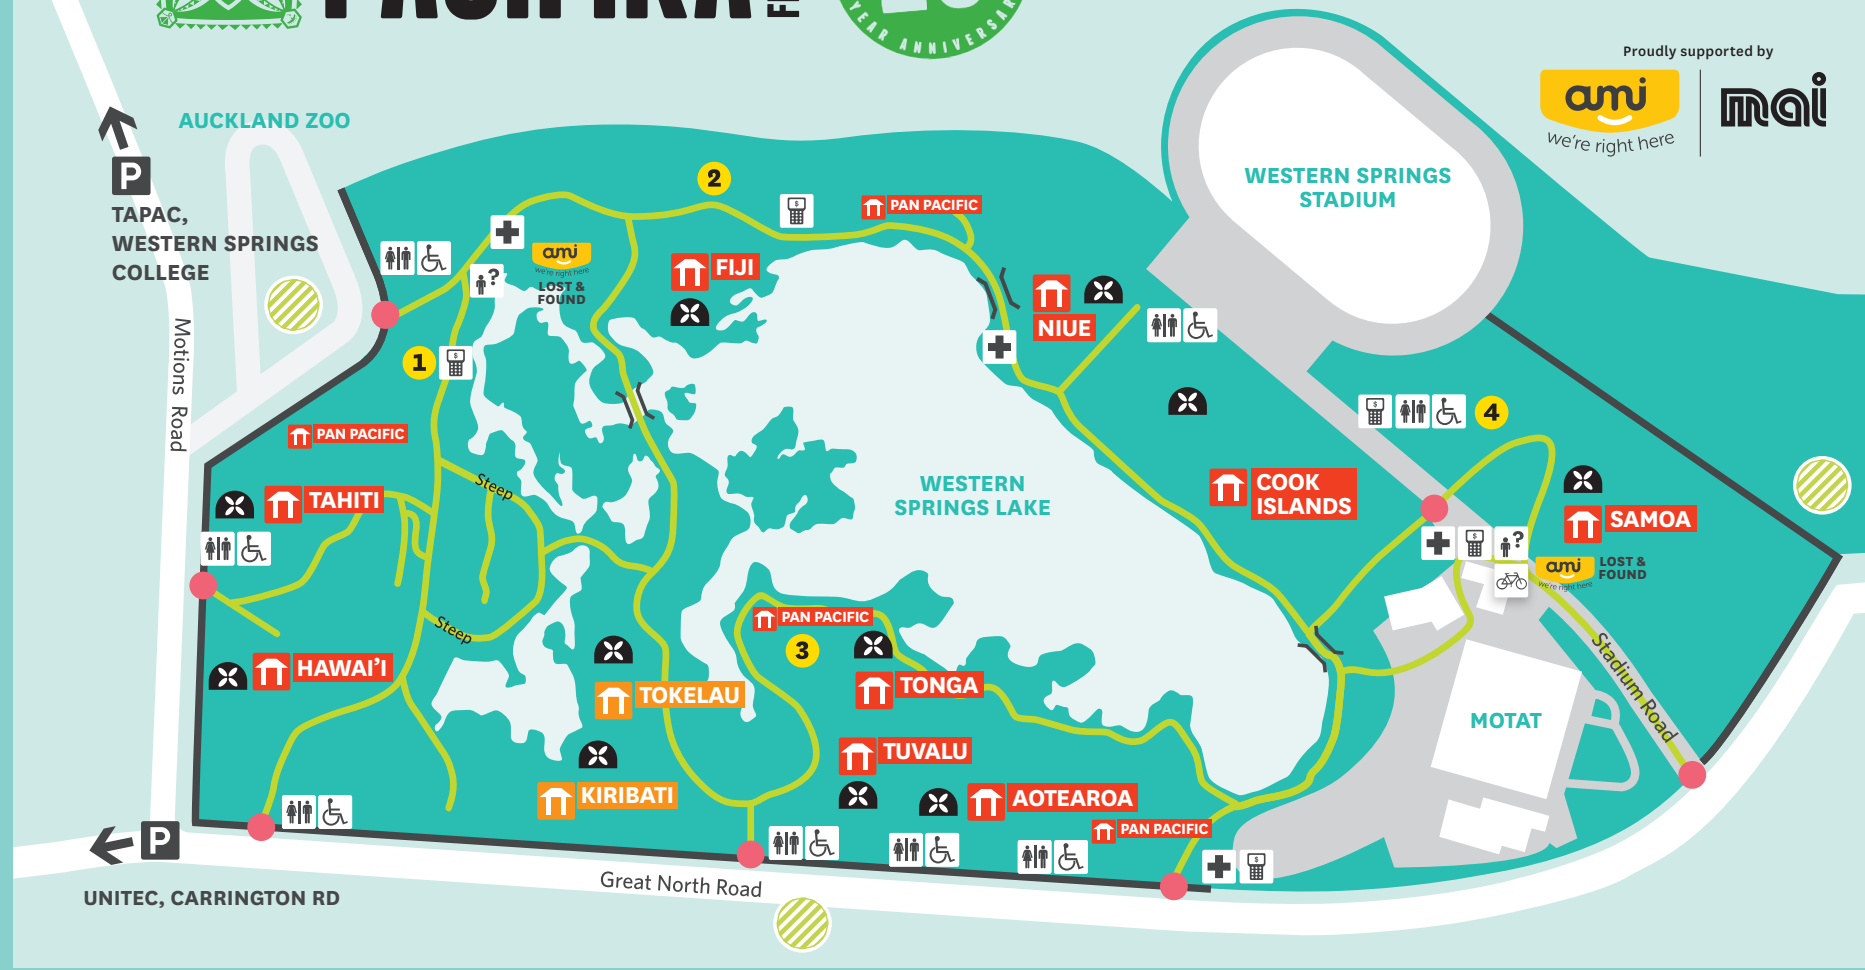 YEAR ANNIVERSARY
Proudly supported by
ami
we're right here
mai
AUCKLAND ZOO
P
TAPAC,
WESTERN SPRINGS
COLLEGE
Motions Road
WESTERN SPRINGS
STADIUM
2
$
PAN PACIFIC
?
ami
we're right here
LOST &
FOUND
FIJI
NIUE
1
$
PAN PACIFIC
TAHITI
Steep
Steep
WESTERN
SPRINGS LAKE
$
4
COOK
ISLANDS
SAMOA
$
?
ami
we're right here
LOST &
FOUND
Stadium Road
MOTAT
HAWAI'I
PAN PACIFIC
3
TOKELAU
TONGA
TUVALU
KIRIBATI
AOTEAROA
PAN PACIFIC
$
P
UNITEC, CARRINGTON RD
Great North Road